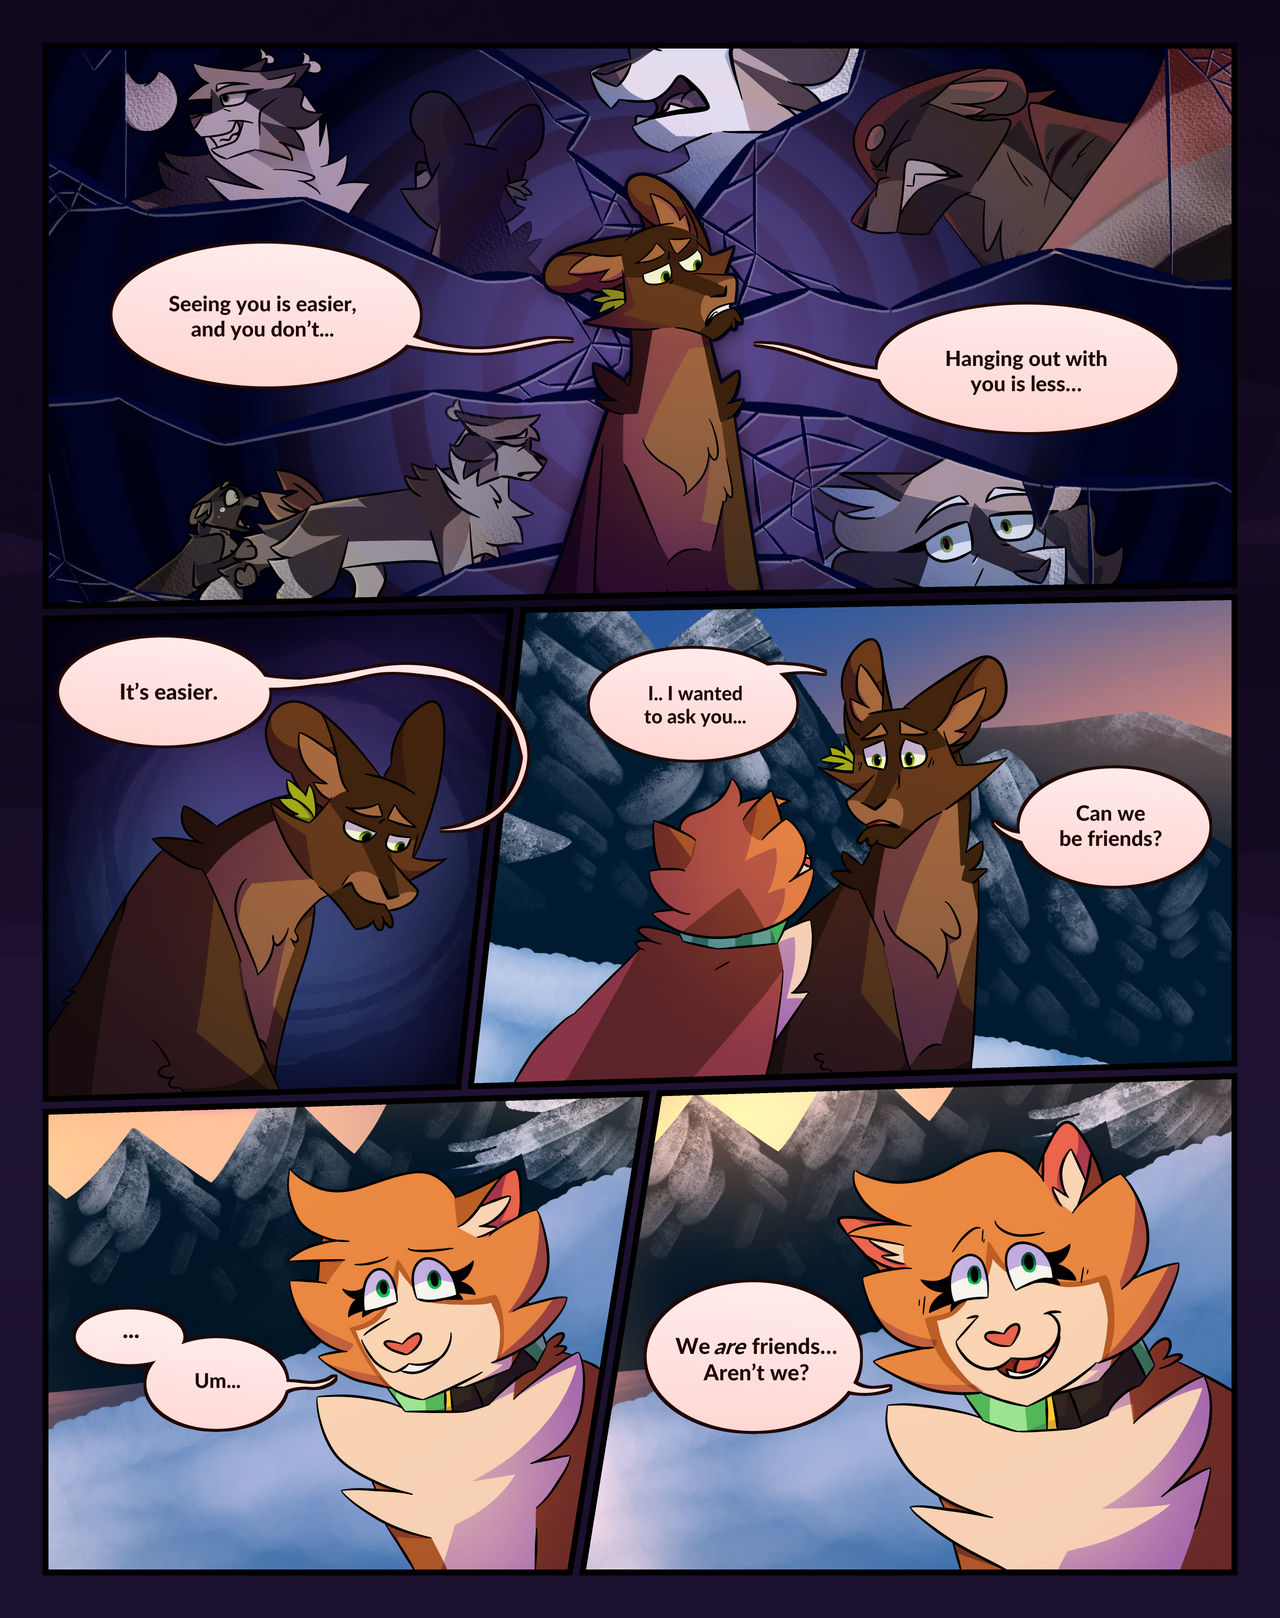 Seeing you is easier,
and you don't...
Hanging out with
you is less...
It's easier.
I.. I wanted
to ask you...
Can we
be friends?
...
Um...
We are friends...
Aren't we?